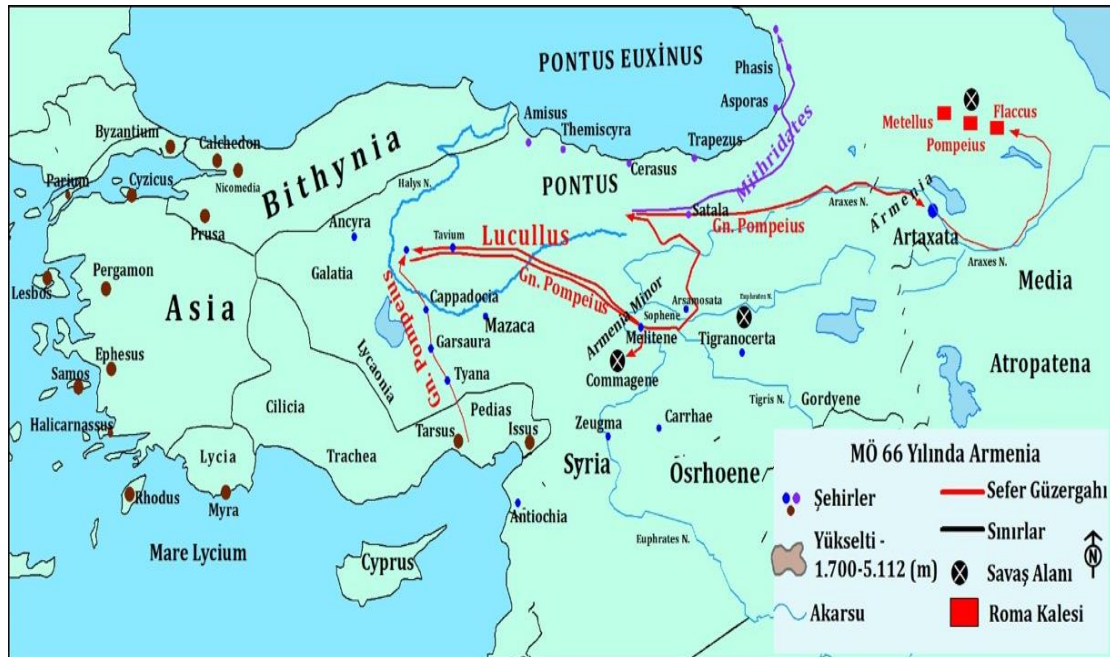 PONTUS EUXİNUS
Phasis
Asporas
Metellus
Flaccus
Pompeius
Byzantium
Calchedon
Nicomedia
Parium
Cyzicus
Prusa
Bithynia
Amisus
Themiscyra
Cerasus
Trapezus
PONTUS
Mithridates
Halys N.
Satala
Gn. Pompeius
Araxes N.
Armenia
Artaxata
Araxes N.
Media
Ancyra
Tavium
Lucullus
Gn. Pompeius
Galatia
Gn. Pompeius
Lesbos
Pergamon
Asia
Cappadocia
Mazaca
Armenia Minor
Sophene
Arsamosata
Euphrates N.
Melitene
Tigranocerta
Commagene
Garsaura
Tyana
Lycaonia
Ephesus
Samos
Cilicia
Pedias
Tarsus
Issus
Halicarnassus
Lycia
Trachea
Zeugma
Carrhae
Tigris N.
Gordyene
Atropatena
Syria
Osrhoene
Rhodus
Myra
Antiochia
Mare Lycium
Cyprus
Euphrates N.
MÖ 66 Yılında Armenia
Şehirler
Sefer Güzergahı
Yükselti -
1.700-5.112 (m)
Sınırlar
Savaş Alanı
N
Akarsu
Roma Kalesi